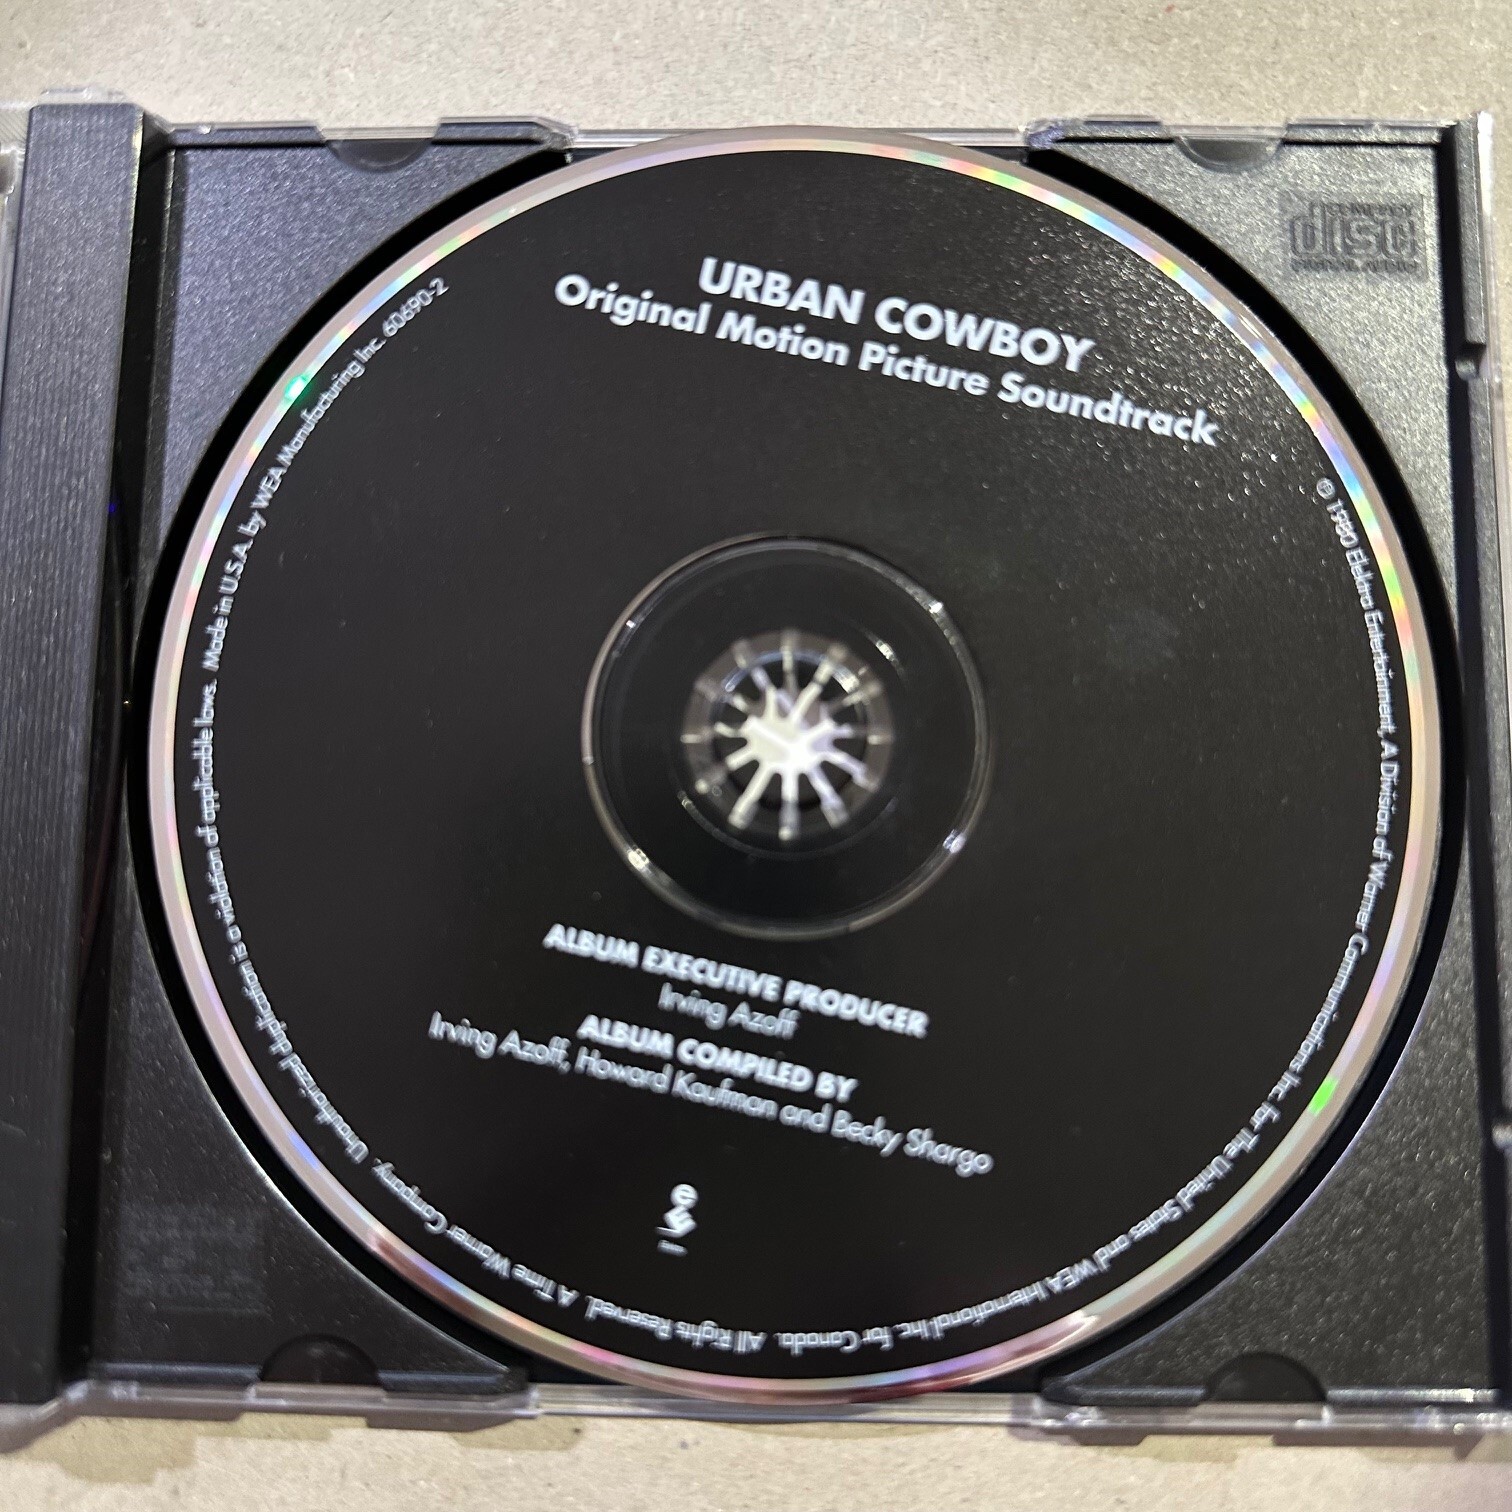 URBAN COWBOY
Original Motion Picture Soundtrack
ALBUM EXECUTIVE PRODUCER
Irving Azoff
ALBUM COMPILED BY
Irving Azoff, Howard Kaufman and Becky Shargo
℗ 1980 Elektra Entertainment, A Division of Warner Communications Inc. for The United States and WEA International Inc. for Canada. All Rights Reserved. A Time Warner Company. Unauthorized duplication is a violation of applicable laws. Made in U.S.A. by WEA Manufacturing Inc. 60690-2
disc